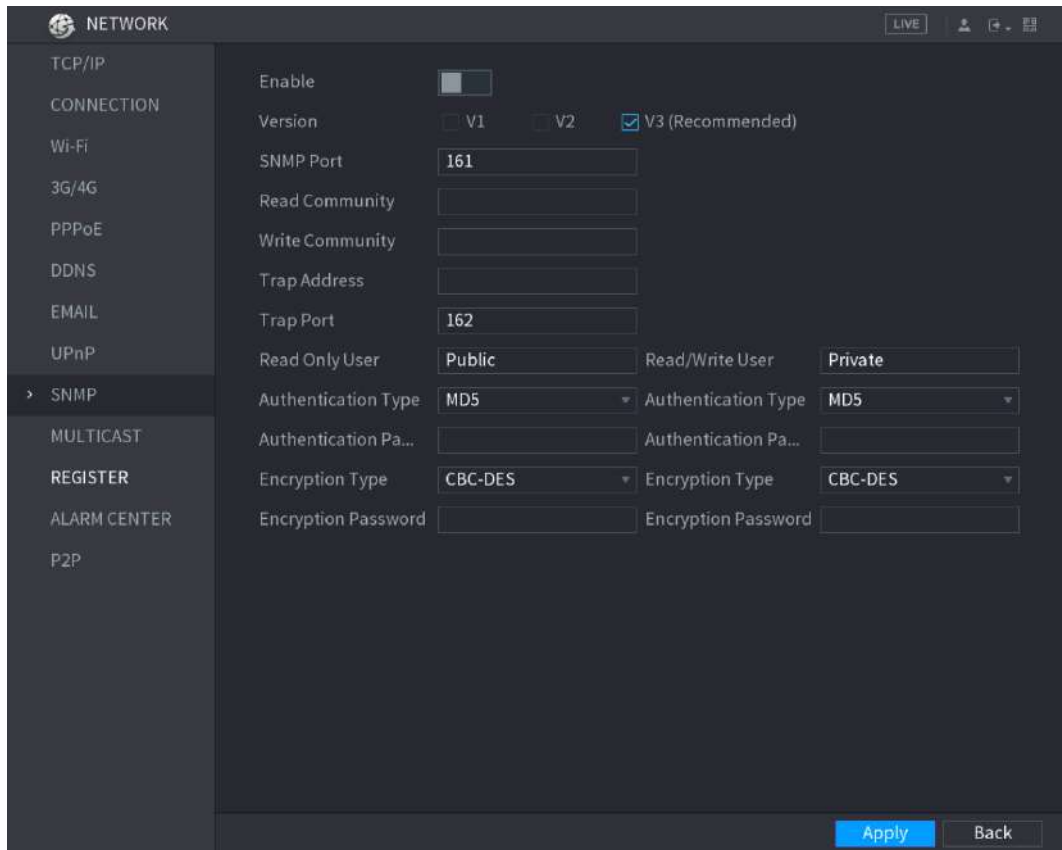 NETWORK
LIVE
TCP/IP
CONNECTION
Wi-Fi
3G/4G
PPPoE
DDNS
EMAIL
UPnP
SNMP
MULTICAST
REGISTER
ALARM CENTER
P2P
Enable
Version V1 V2 V3 (Recommended)
SNMP Port 161
Read Community
Write Community
Trap Address
Trap Port 162
Read Only User Public Read/Write User Private
Authentication Type MD5 Authentication Type MD5
Authentication Pa... Authentication Pa...
Encryption Type CBC-DES Encryption Type CBC-DES
Encryption Password Encryption Password
Apply Back